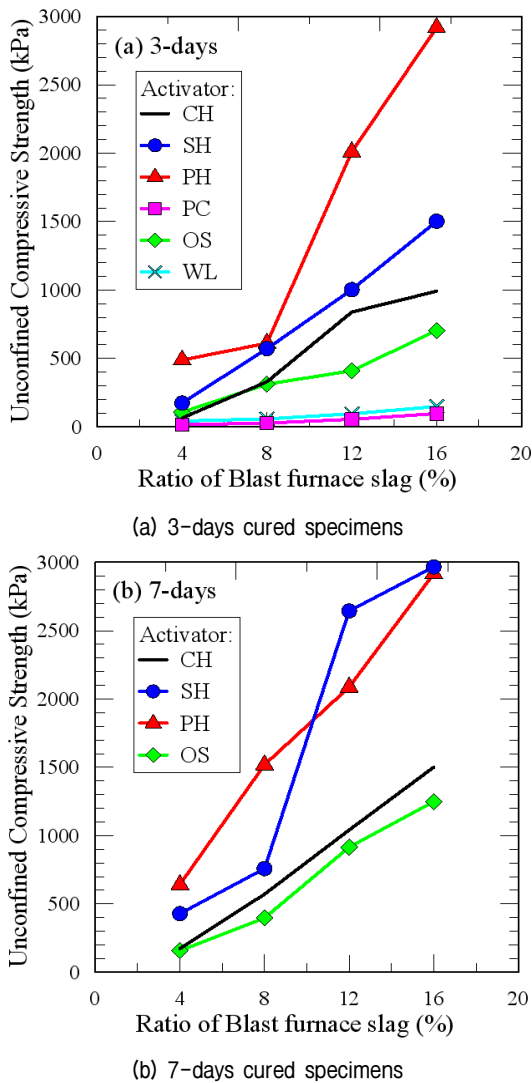 Unconfined Compressive Strength (kPa)
3000
2500
2000
1500
1000
500
0
(a) 3-days
Activator:
CH
SH
PH
PC
OS
WL
0 4 8 12 16 20
Ratio of Blast furnace slag (%)
(a) 3-days cured specimens
Unconfined Compressive Strength (kPa)
3000
2500
2000
1500
1000
500
0
(b) 7-days
Activator:
CH
SH
PH
OS
0 4 8 12 16 20
Ratio of Blast furnace slag (%)
(b) 7-days cured specimens